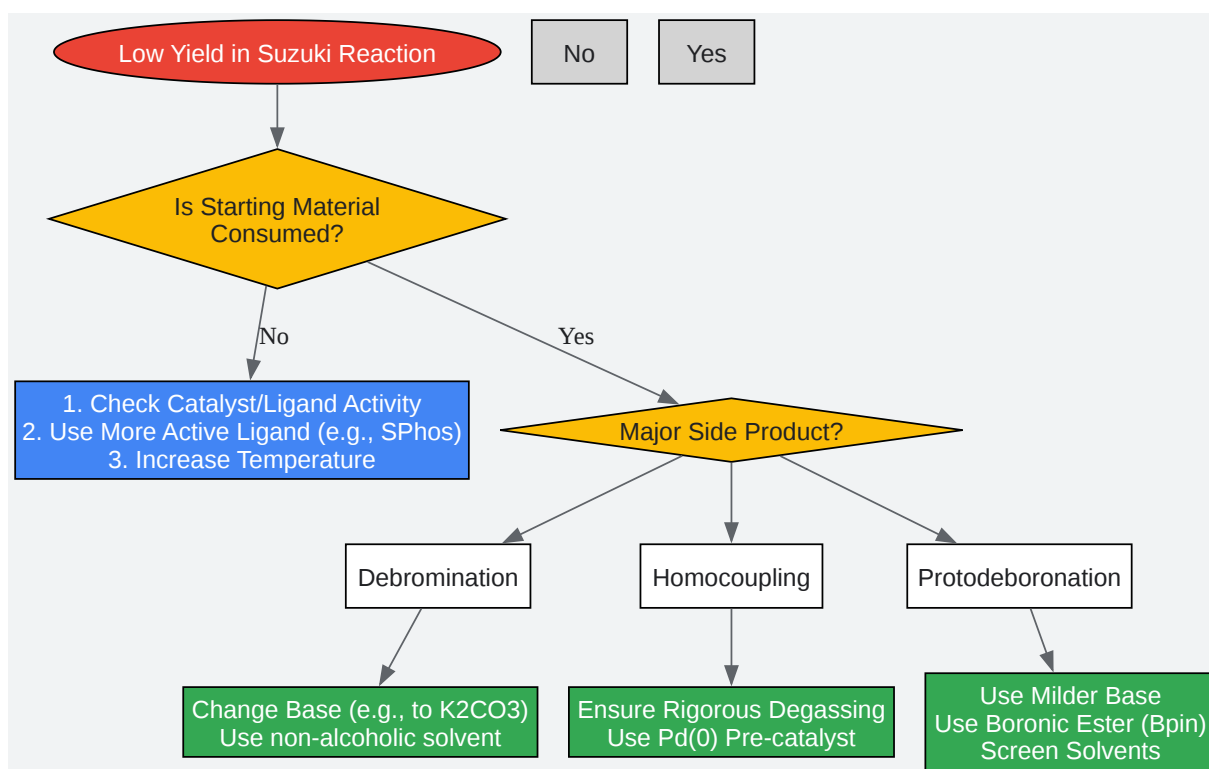 Low Yield in Suzuki Reaction
No
Yes
Is Starting Material
Consumed?
No
Yes
1. Check Catalyst/Ligand Activity
2. Use More Active Ligand (e.g., SPhos)
3. Increase Temperature
Major Side Product?
Debromination
Homocoupling
Protodeboronation
Change Base (e.g., to K2CO3)
Use non-alcoholic solvent
Ensure Rigorous Degassing
Use Pd(0) Pre-catalyst
Use Milder Base
Use Boronic Ester (Bpin)
Screen Solvents